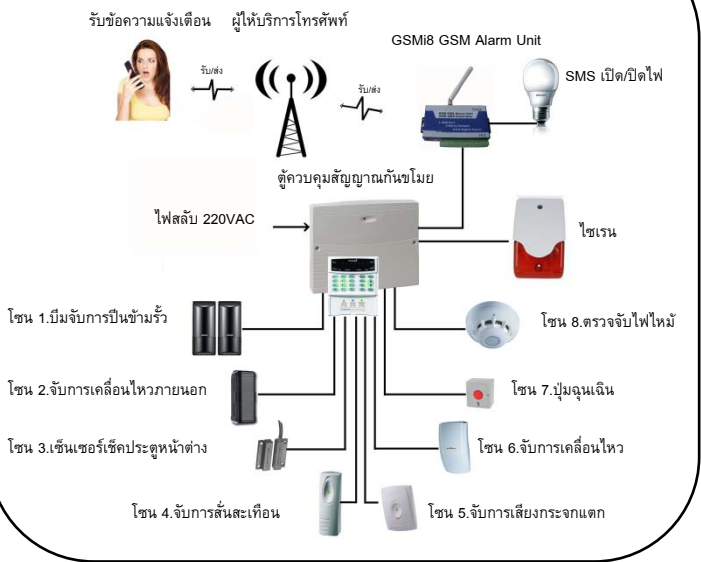 รับข้อความแจ้งเตือน
ผู้ให้บริการโทรศัพท์
GSMi8 GSM Alarm Unit
รับ/ส่ง
รับ/ส่ง
SMS เปิด/ปิดไฟ
ตู้ควบคุมสัญญาณกันขโมย
ไฟสลับ 220VAC
ไซเรน
โซน 1.บีมจับการปีนข้ามรั้ว
โซน 8.ตรวจจับไฟไหม้
โซน 2.จับการเคลื่อนไหวภายนอก
โซน 7.ปุ่มฉุนเฉิน
โซน 3.เซ็นเซอร์เช็คประตูหน้าต่าง
โซน 6.จับการเคลื่อนไหว
โซน 4.จับการสั่นสะเทือน
โซน 5.จับการเสียงกระจกแตก